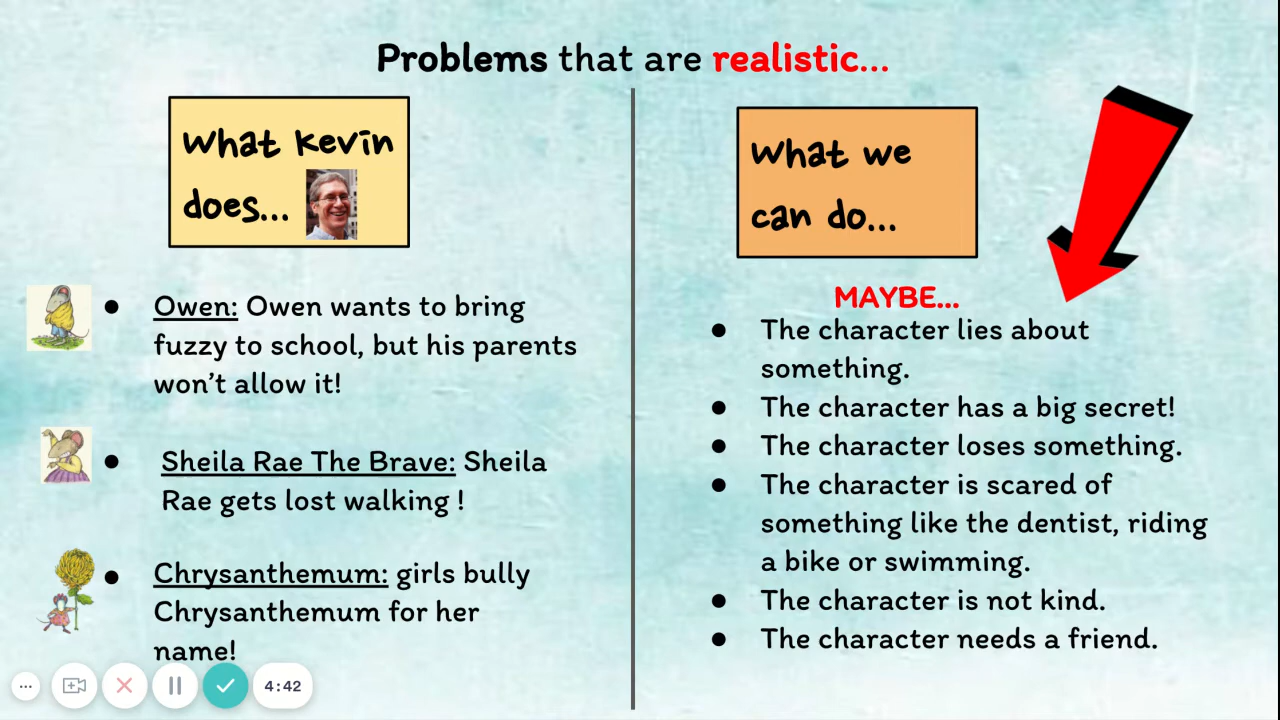 Problems that are realistic...
What Kevin
does...
Owen: Owen wants to bring
fuzzy to school, but his parents
won't allow it!
Sheila Rae The Brave: Sheila
Rae gets lost walking !
Chrysanthemum: girls bully
Chrysanthemum for her
name!
What we
can do...
MAYBE...
The character lies about
something.
The character has a big secret!
The character loses something.
The character is scared of
something like the dentist, riding
a bike or swimming.
The character is not kind.
The character needs a friend.
4:42